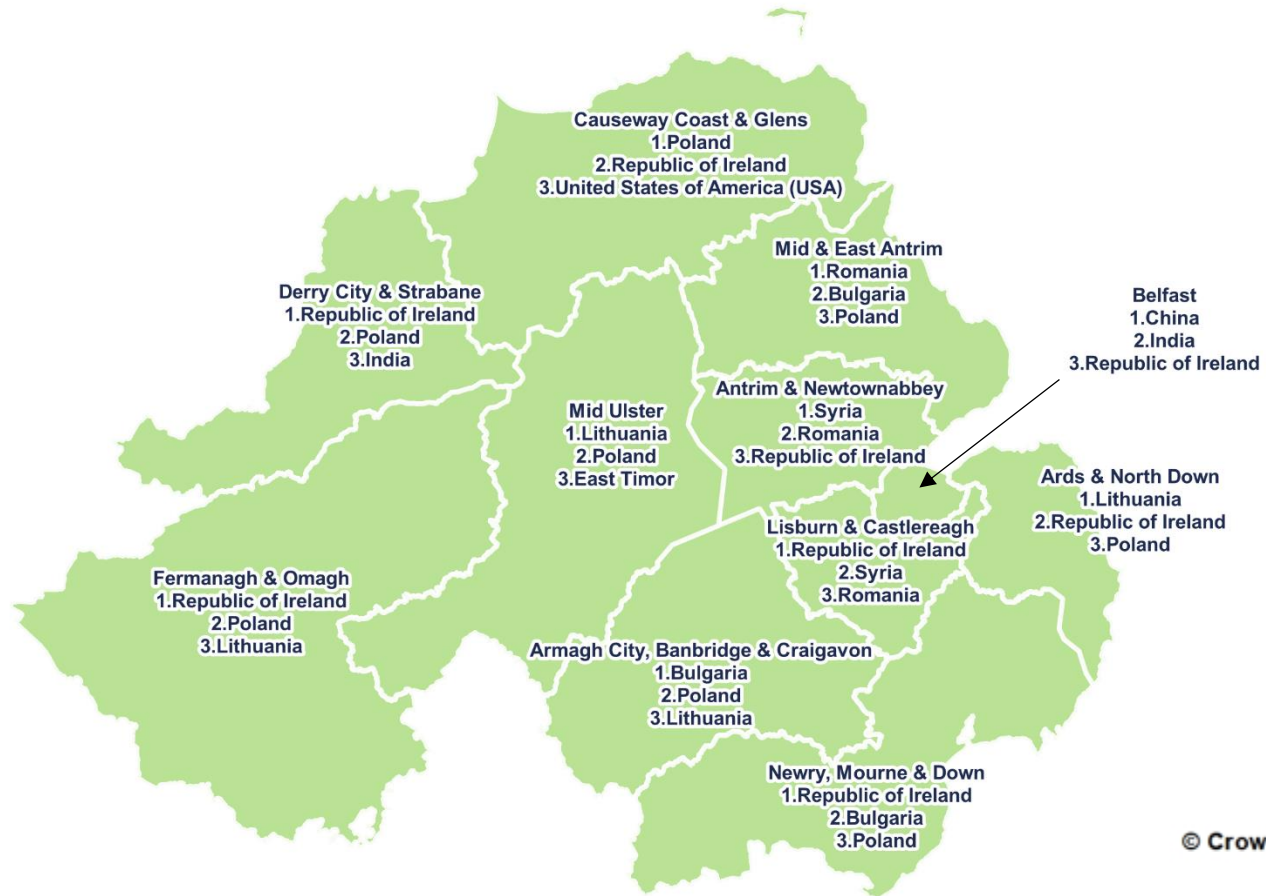 Causeway Coast & Glens
1.Poland
2.Republic of Ireland
3.United States of America (USA)
Mid & East Antrim
1.Romania
2.Bulgaria
3.Poland
Derry City & Strabane
1.Republic of Ireland
2.Poland
3.India
Belfast
1.China
2.India
3.Republic of Ireland
Antrim & Newtownabbey
1.Syria
2.Romania
3.Republic of Ireland
Mid Ulster
1.Lithuania
2.Poland
3.East Timor
Ards & North Down
1.Lithuania
2.Republic of Ireland
3.Poland
Lisburn & Castlereagh
1.Republic of Ireland
2.Syria
3.Romania
Fermanagh & Omagh
1.Republic of Ireland
2.Poland
3.Lithuania
Armagh City, Banbridge & Craigavon
1.Bulgaria
2.Poland
3.Lithuania
Newry, Mourne & Down
1.Republic of Ireland
2.Bulgaria
3.Poland
© Crow